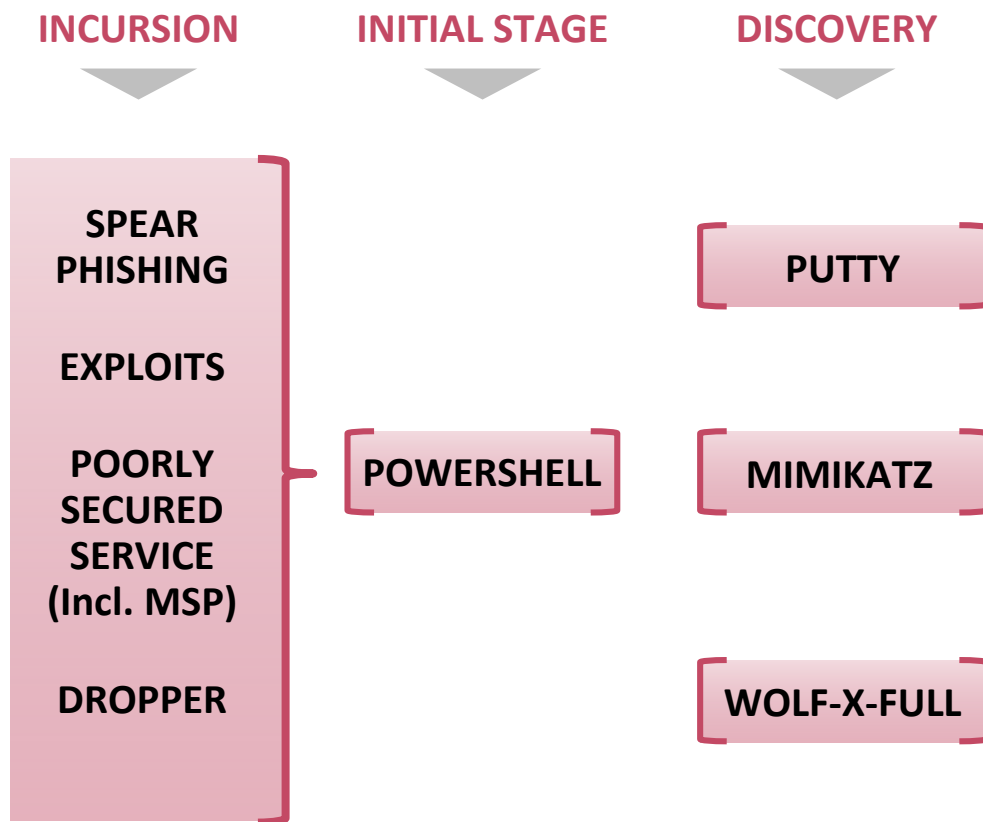 INCURSION
INITIAL STAGE
DISCOVERY
SPEAR
PHISHING
EXPLOITS
POORLY
SECURED
SERVICE
(Incl. MSP)
DROPPER
POWERSHELL
PUTTY
MIMIKATZ
WOLF-X-FULL